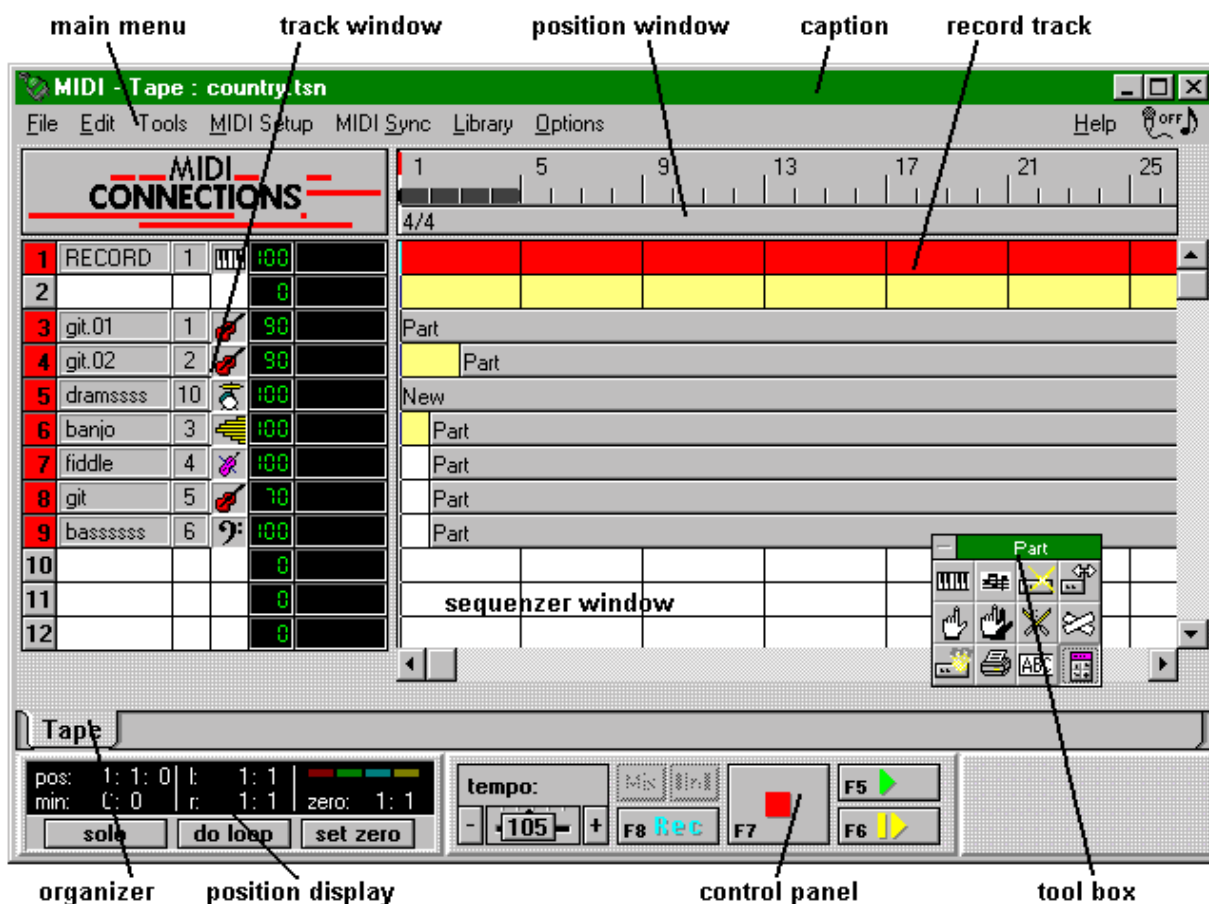 main menu track window position window caption record track
MIDI - Tape : country.tsn
File Edit Tools MIDI Setup MIDI Sync Library Options Help OFF
MIDI
CONNECTIONS
1 5 9 13 17 21 25
4/4
1 RECORD 1 100
2 0
3 git.01 1 90 Part
4 git.02 2 90 Part
5 dramssss 10 100 New
6 banjo 3 100 Part
7 fiddle 4 100 Part
8 git 5 70 Part
9 bassssss 6 100 Part
10 0
Part
11 0 sequenzer window
12 0
ABC
Tape
pos: 1: 1: 0 l: 1: 1
min: 0: 0 r: 1: 1 zero: 1: 1
solo do loop set zero
tempo:
- 105 +
Mix
F8 Rec
F7
F5
F6
organizer position display control panel tool box